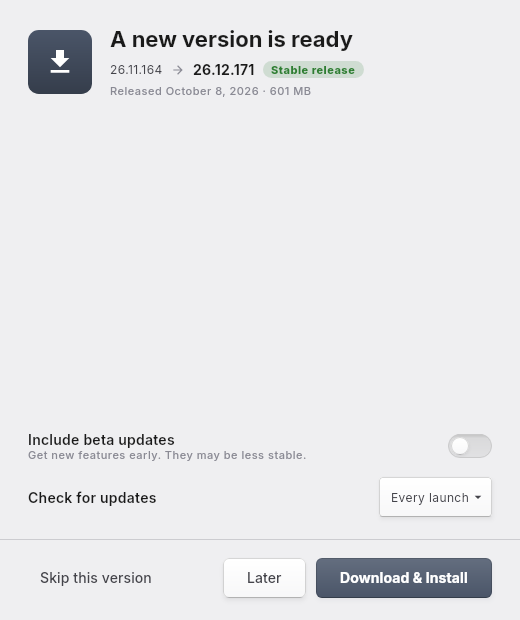 A new version is ready
26.11.164 → 26.12.171 Stable release
Released October 8, 2026 · 601 MB
Include beta updates
Get new features early. They may be less stable.
Check for updates
Every launch
Skip this version
Later
Download & Install